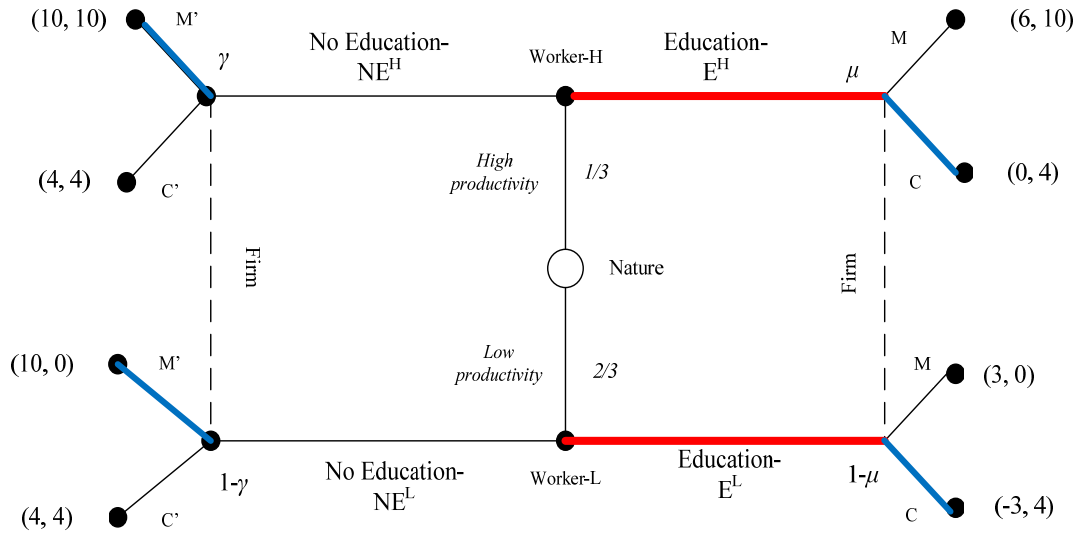 (10, 10)
M’
γ
No Education-
NE^H
Worker-H
Education-
E^H
μ
M
(6, 10)
(4, 4)
C’
High
productivity
1/3
C
(0, 4)
Firm
Nature
Firm
(10, 0)
M’
Low
productivity
2/3
M
(3, 0)
1-γ
No Education-
NE^L
Worker-L
Education-
E^L
1-μ
(4, 4)
C’
C
(-3, 4)